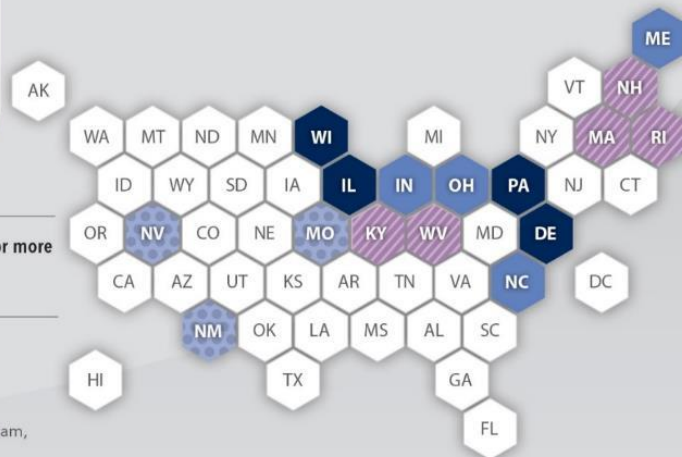 ME
AK VT NH
WA MT ND MN WI MI NY MA RI
ID WY SD IA IL IN OH PA NJ CT
OR NV CO NE MO KY WV MD DE
or more
CA AZ UT KS AR TN VA NC DC
NM OK LA MS AL SC
HI TX GA
FL
am,